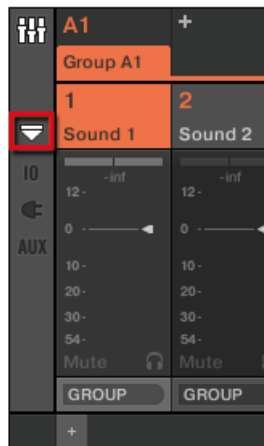 A1 +
Group A1
1 2
Sound 1 Sound 2
IO -inf -inf
12- 12-
0 - 0 -
AUX
10- 10-
20- 20-
30- 30-
54- 54-
Mute Mute
GROUP GROUP
+